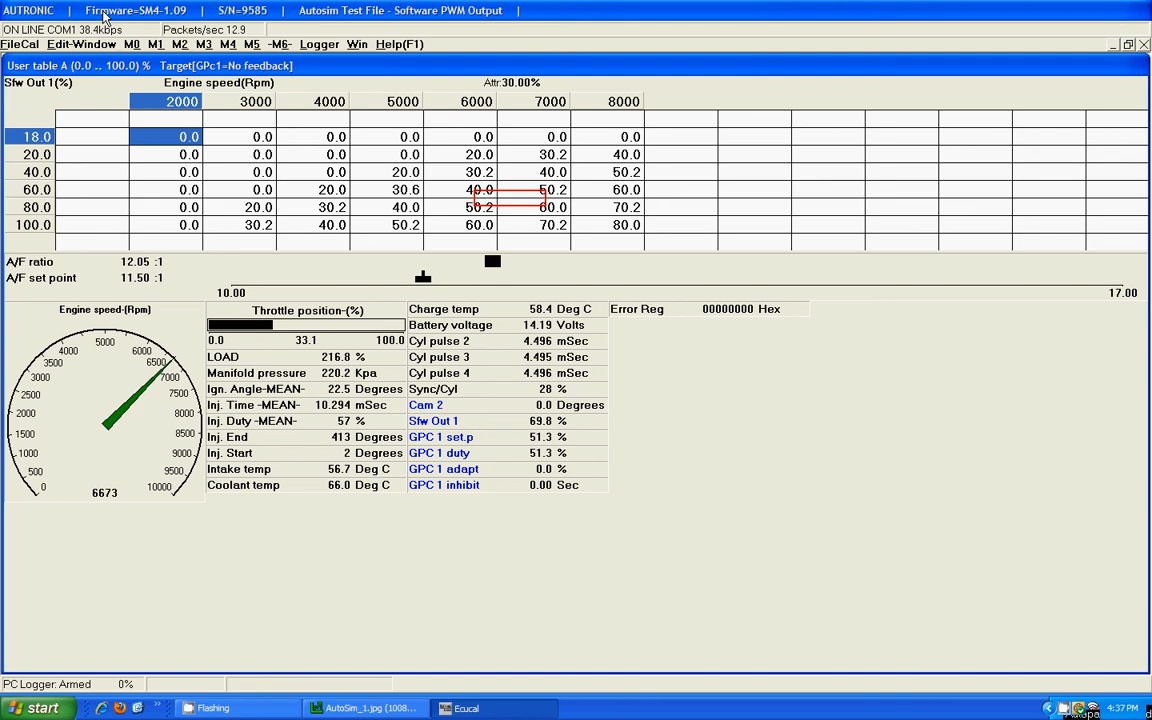 AUTRONIC | Firmware=SM4-1.09 | S/N=9585 | Autosim Test File - Software PWM Output |
ON LINE COM1 38.4kbps Packets/sec 12.9
FileCal Edit-Window M0 M1 M2 M3 M4 M5 -M6- Logger Win Help(F1)
User table A (0.0 .. 100.0) % Target[GPc1=No feedback]
Sfw Out 1(%) Engine speed(Rpm) Attr:30.00%
2000 3000 4000 5000 6000 7000 8000
18.0 0.0 0.0 0.0 0.0 0.0 0.0 0.0
20.0 0.0 0.0 0.0 0.0 20.0 30.2 40.0
40.0 0.0 0.0 0.0 20.0 30.2 40.0 50.2
60.0 0.0 0.0 20.0 30.6 40.0 50.2 60.0
80.0 0.0 20.0 30.2 40.0 50.2 60.0 70.2
100.0 0.0 30.2 40.0 50.2 60.0 70.2 80.0
A/F ratio 12.05 :1
A/F set point 11.50 :1
10.00 17.00
Engine speed-(Rpm)
0 500 1000 1500 2000 2500 3000 3500 4000 5000 6500 7000 7500 8000 8500 9000 9500 10000
6673
Throttle position-(%)
0.0 33.1 100.0
LOAD 216.8 %
Manifold pressure 220.2 Kpa
Ign. Angle-MEAN- 22.5 Degrees
Inj. Time -MEAN- 10.294 mSec
Inj. Duty -MEAN- 57 %
Inj. End 413 Degrees
Inj. Start 2 Degrees
Intake temp 56.7 Deg C
Coolant temp 66.0 Deg C
Charge temp 58.4 Deg C
Battery voltage 14.19 Volts
Cyl pulse 2 4.496 mSec
Cyl pulse 3 4.495 mSec
Cyl pulse 4 4.496 mSec
Sync/Cyl 28 %
Cam 2 0.0 Degrees
Sfw Out 1 69.8 %
GPC 1 set.p 51.3 %
GPC 1 duty 51.3 %
GPC 1 adapt 0.0 %
GPC 1 inhibit 0.00 Sec
Error Reg 00000000 Hex
PC Logger: Armed 0%
start » Flashing AutoSim_1.jpg (1008... Ecucal 4:37 PM